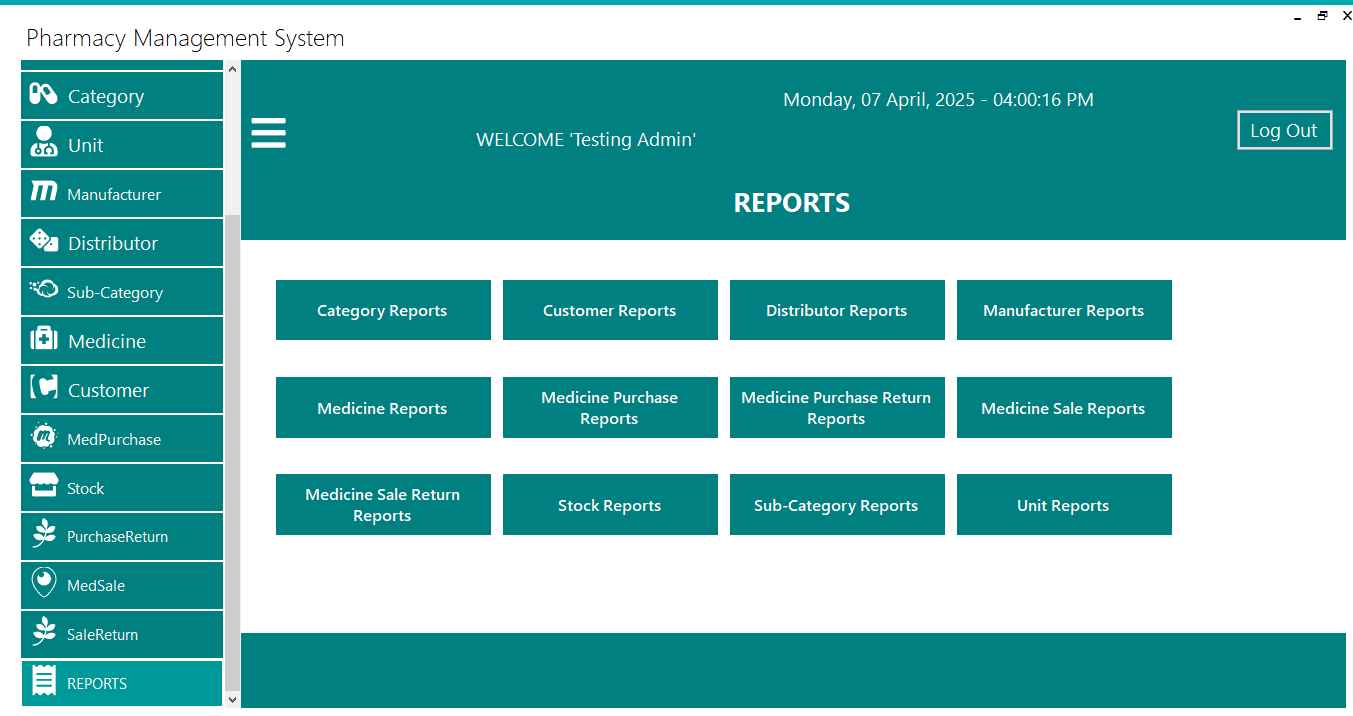 Pharmacy Management System
Category
Unit
Manufacturer
Distributor
Sub-Category
Medicine
Customer
MedPurchase
Stock
PurchaseReturn
MedSale
SaleReturn
REPORTS
Monday, 07 April, 2025 - 04:00:16 PM
WELCOME 'Testing Admin'
Log Out
REPORTS
Category Reports
Customer Reports
Distributor Reports
Manufacturer Reports
Medicine Reports
Medicine Purchase
Reports
Medicine Purchase Return
Reports
Medicine Sale Reports
Medicine Sale Return
Reports
Stock Reports
Sub-Category Reports
Unit Reports